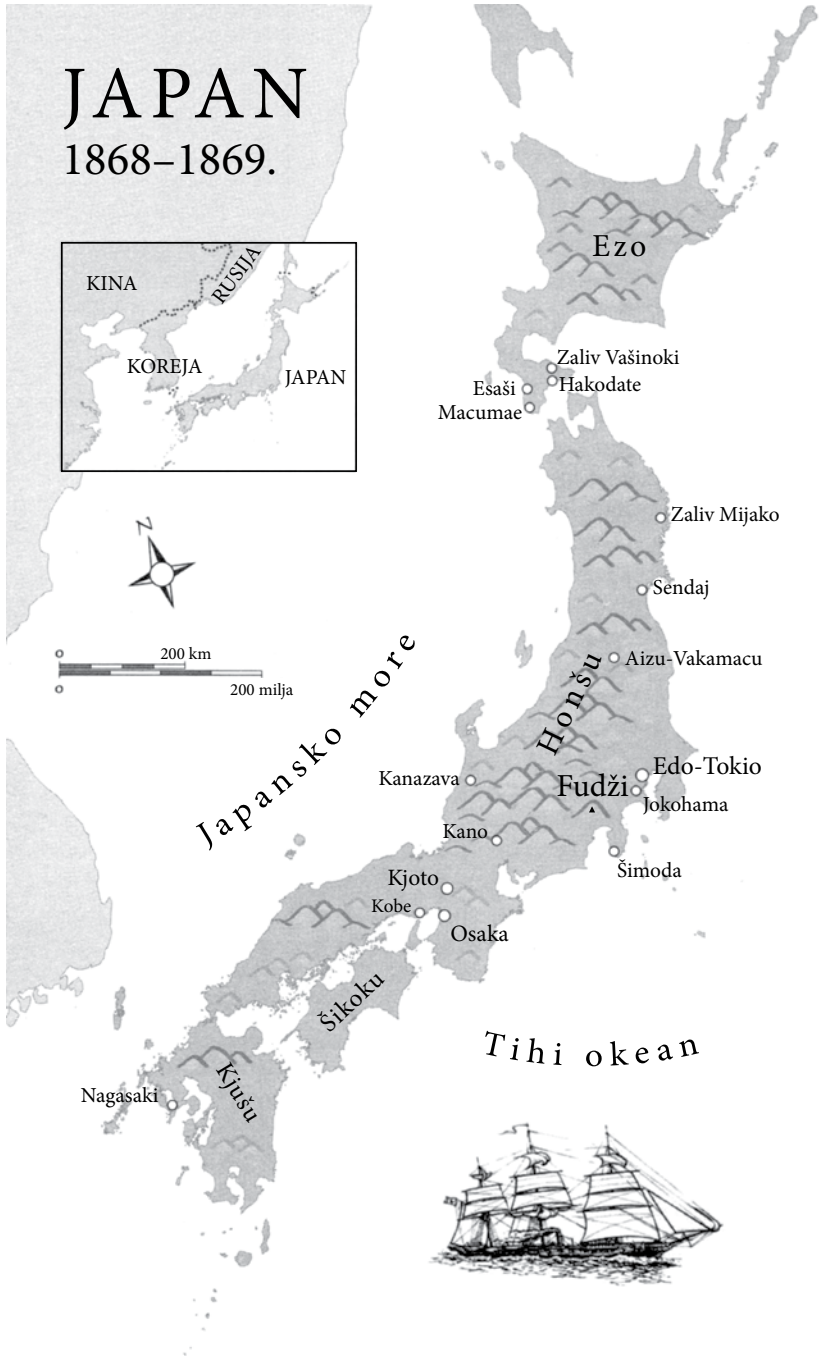 JAPAN
1868–1869.
KINA
RUSIJA
KOREJA
JAPAN
Ezo
Zaliv Vašinoki
Esaši
Hakodate
Macumae
Zaliv Mijako
N
Sendaj
0
200 km
0
200 milja
Aizu-Vakamacu
Honšu
Japansko more
Edo-Tokio
Kanazava
Fudži
Jokohama
Kano
Šimoda
Kjoto
Kobe
Osaka
Šikoku
Tihi okean
Kjušu
Nagasaki